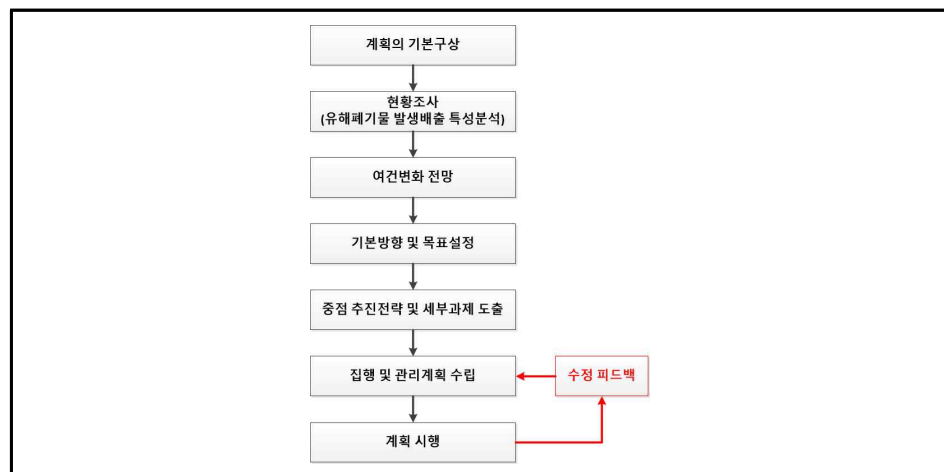 계획의 기본구상
현황조사
(유해폐기물 발생배출 특성분석)
여건변화 전망
기본방향 및 목표설정
중점 추진전략 및 세부과제 도출
집행 및 관리계획 수립
수정 피드백
계획 시행